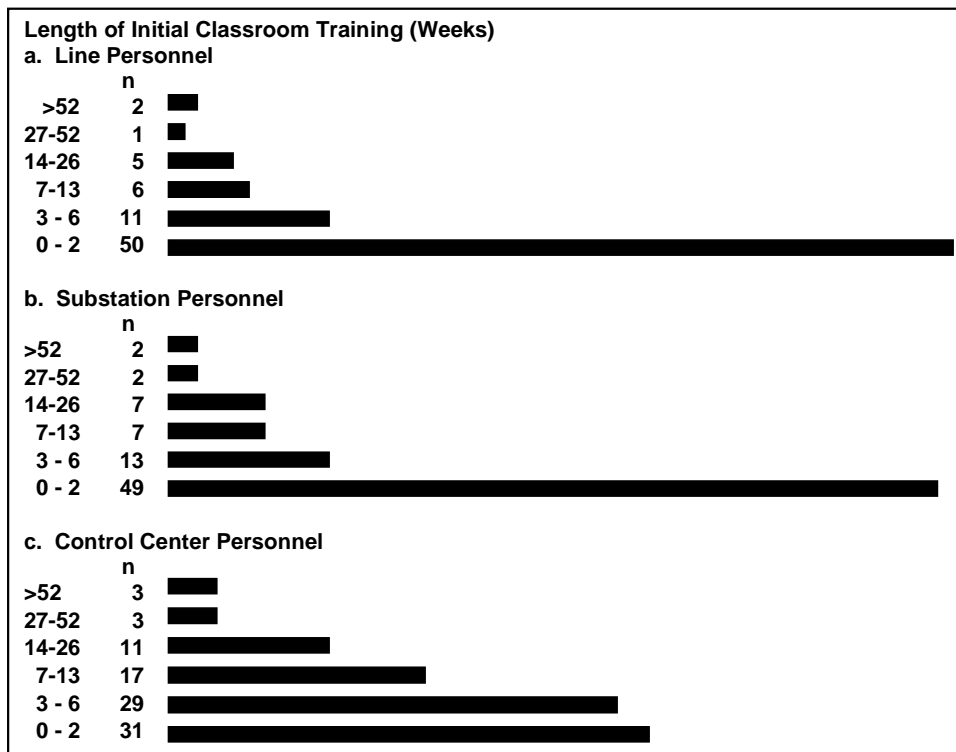 Length of Initial Classroom Training (Weeks)
a. Line Personnel
n
>52 2
27-52 1
14-26 5
7-13 6
3 - 6 11
0 - 2 50
b. Substation Personnel
n
>52 2
27-52 2
14-26 7
7-13 7
3 - 6 13
0 - 2 49
c. Control Center Personnel
n
>52 3
27-52 3
14-26 11
7-13 17
3 - 6 29
0 - 2 31